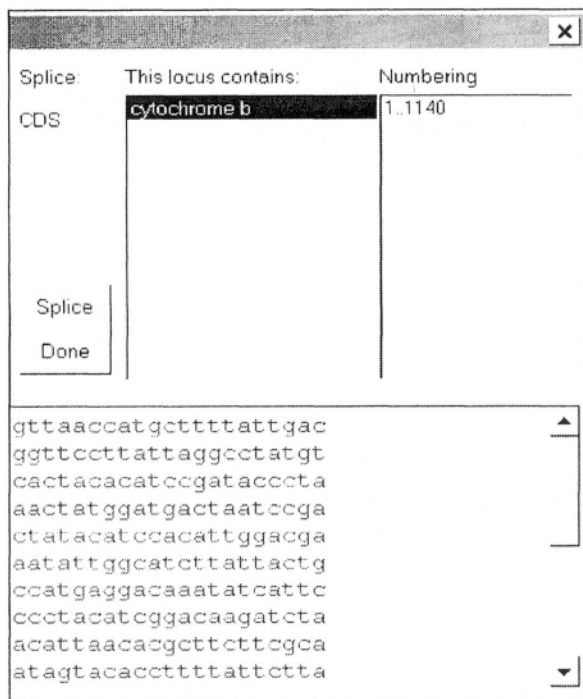 Splice: This locus contains: Numbering
CDS cytochrome b 1..1140
Splice
Done
gttaaccatgcttttattgac
ggttccttattaggcctatgt
cactacacatccgatacccta
aactatggatgactaatccga
ctatacatccacattggacga
aatattggcatcttattactg
ccatgaggacaaatatcattc
ccctacatcggacaagatcta
acattaacacgcttcttcgca
atagtacaccttttattctta